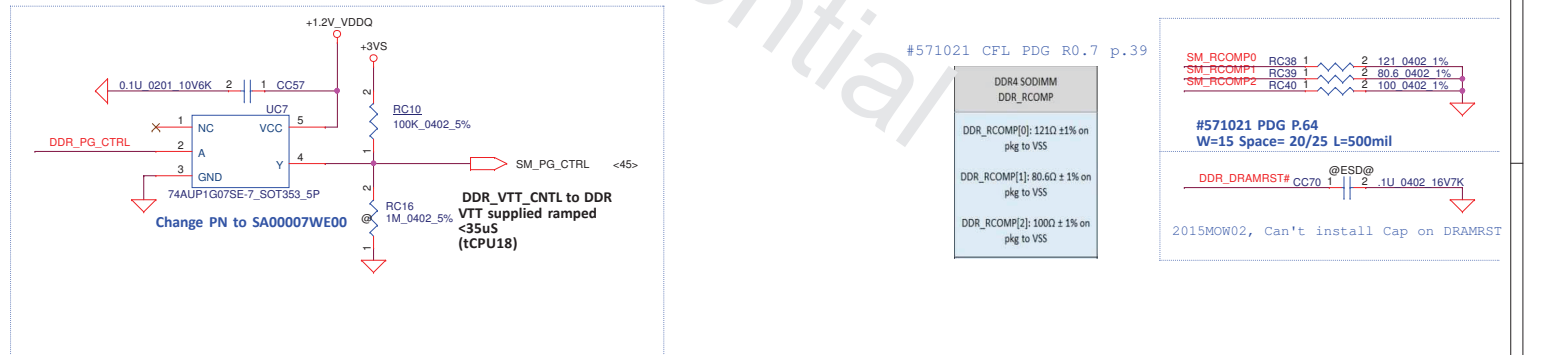 ential
+1.2V_VDDQ
+3VS
0.1U_0201_10V6K 2 1 CC57
UC7
1 NC VCC 5
DDR_PG_CTRL 2 A
Y 4
3 GND
74AUP1G07SE-7_SOT353_5P
Change PN to SA00007WE00
2
RC10
100K_0402_5%
1
SM_PG_CTRL <45>
2
RC16
@ 1M_0402_5%
1
DDR_VTT_CNTL to DDR
VTT supplied ramped
<35uS
(tCPU18)
#571021 CFL PDG R0.7 p.39
DDR4 SODIMM
DDR_RCOMP
DDR_RCOMP[0]: 121Ω ±1% on
pkg to VSS
DDR_RCOMP[1]: 80.6Ω ± 1% on
pkg to VSS
DDR_RCOMP[2]: 100Ω ± 1% on
pkg to VSS
SM_RCOMP0 RC38 1 2 121_0402_1%
SM_RCOMP1 RC39 1 2 80.6_0402_1%
SM_RCOMP2 RC40 1 2 100_0402_1%
#571021 PDG P.64
W=15 Space= 20/25 L=500mil
@ESD@
DDR_DRAMRST# CC70 1 2 .1U_0402_16V7K
2015MOW02, Can't install Cap on DRAMRST